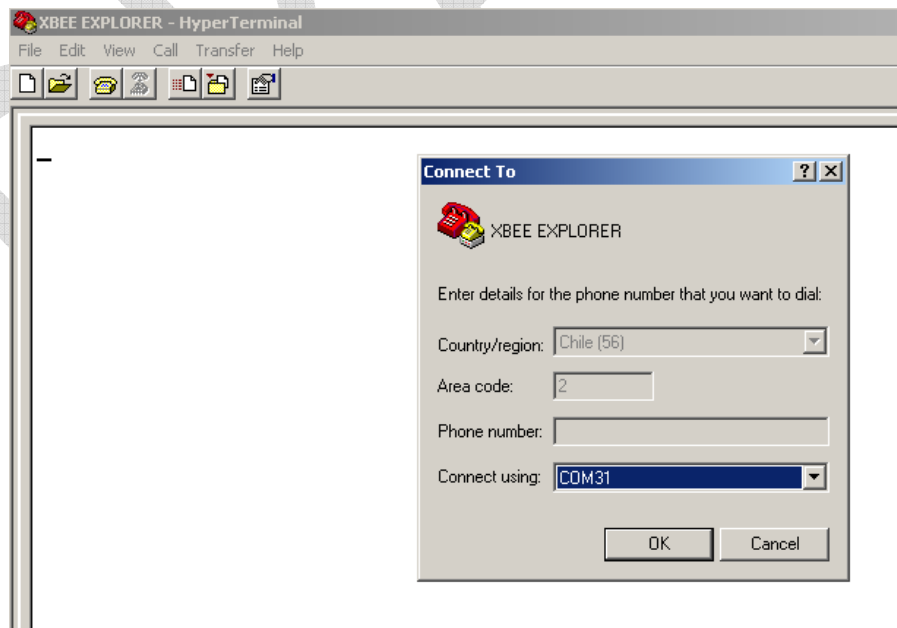 XBEE EXPLORER - HyperTerminal
File Edit View Call Transfer Help
Connect To
XBEE EXPLORER
Enter details for the phone number that you want to dial:
Country/region: Chile (56)
Area code: 2
Phone number:
Connect using: COM31
OK Cancel